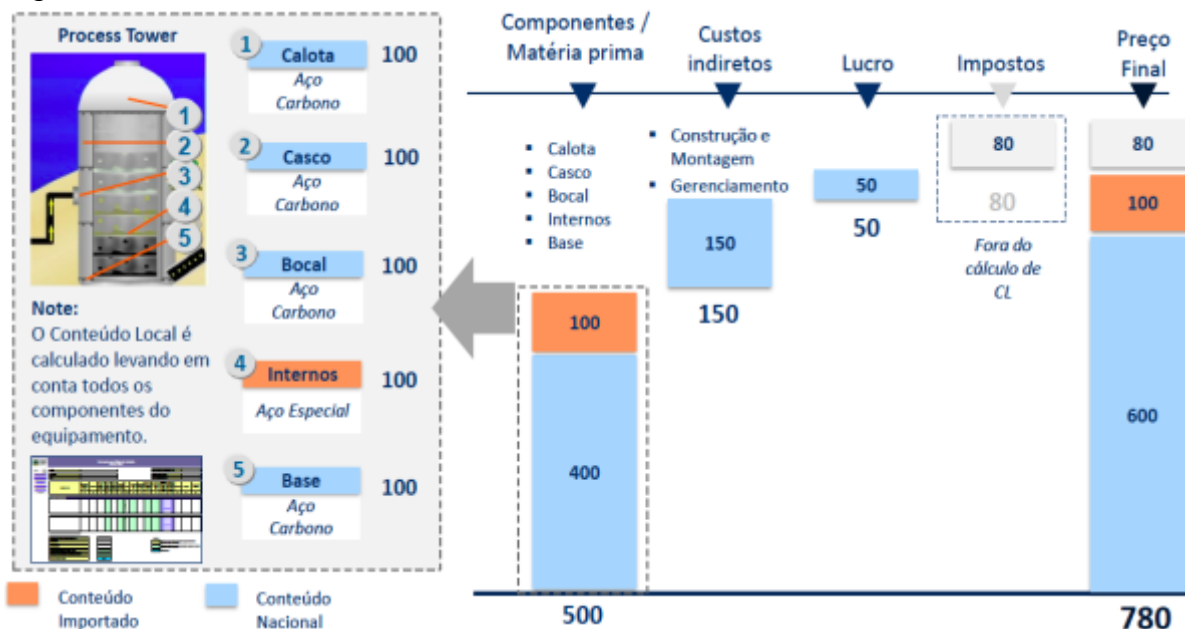 Process Tower
1
2
3
4
5
Note:
O Conteúdo Local é
calculado levando em
conta todos os
componentes do
equipamento.
1
Calota
100
Aço
Carbono
2
Casco
100
Aço
Carbono
3
Bocal
100
Aço
Carbono
4
Internos
100
Aço Especial
5
Base
100
Aço
Carbono
Conteúdo
Importado
Conteúdo
Nacional
Componentes /
Matéria prima
▪ Calota
▪ Casco
▪ Bocal
▪ Internos
▪ Base
100
400
500
Custos
indiretos
▪ Construção e
Montagem
▪ Gerenciamento
150
150
Lucro
50
50
Impostos
80
80
Fora do
cálculo de
CL
Preço
Final
80
100
600
780